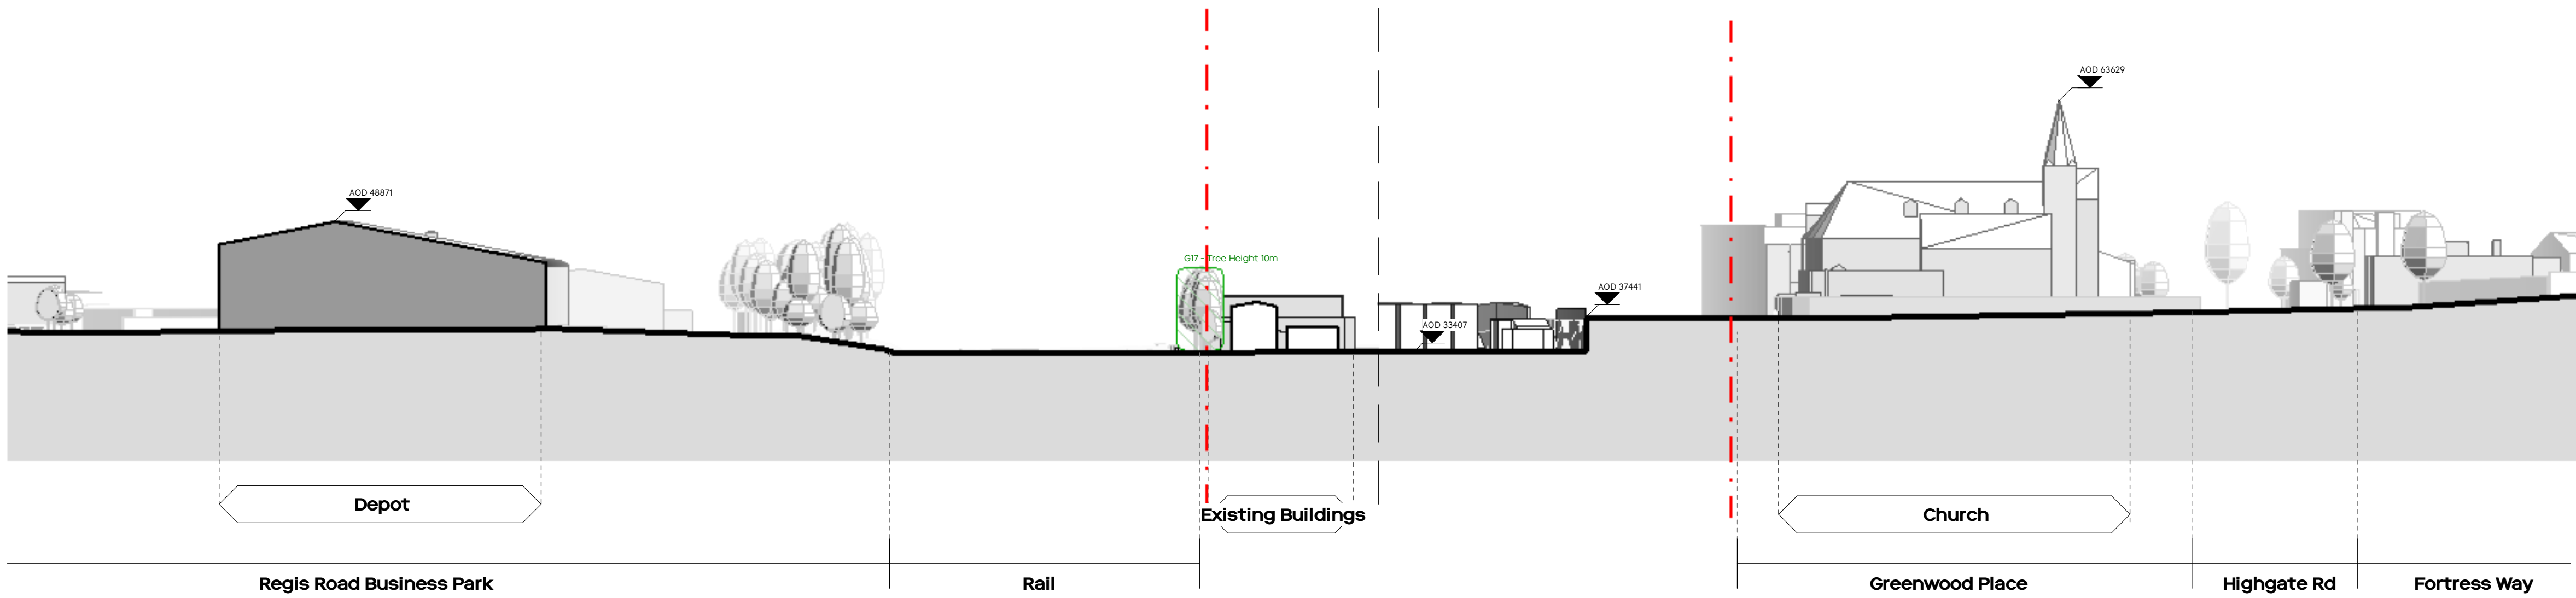 AOD 63629
AOD 48871
G17 - Tree Height 10m
AOD 37441
AOD 33407
Depot
Existing Buildings
Church
Regis Road Business Park
Rail
Greenwood Place
Highgate Rd
Fortress Way